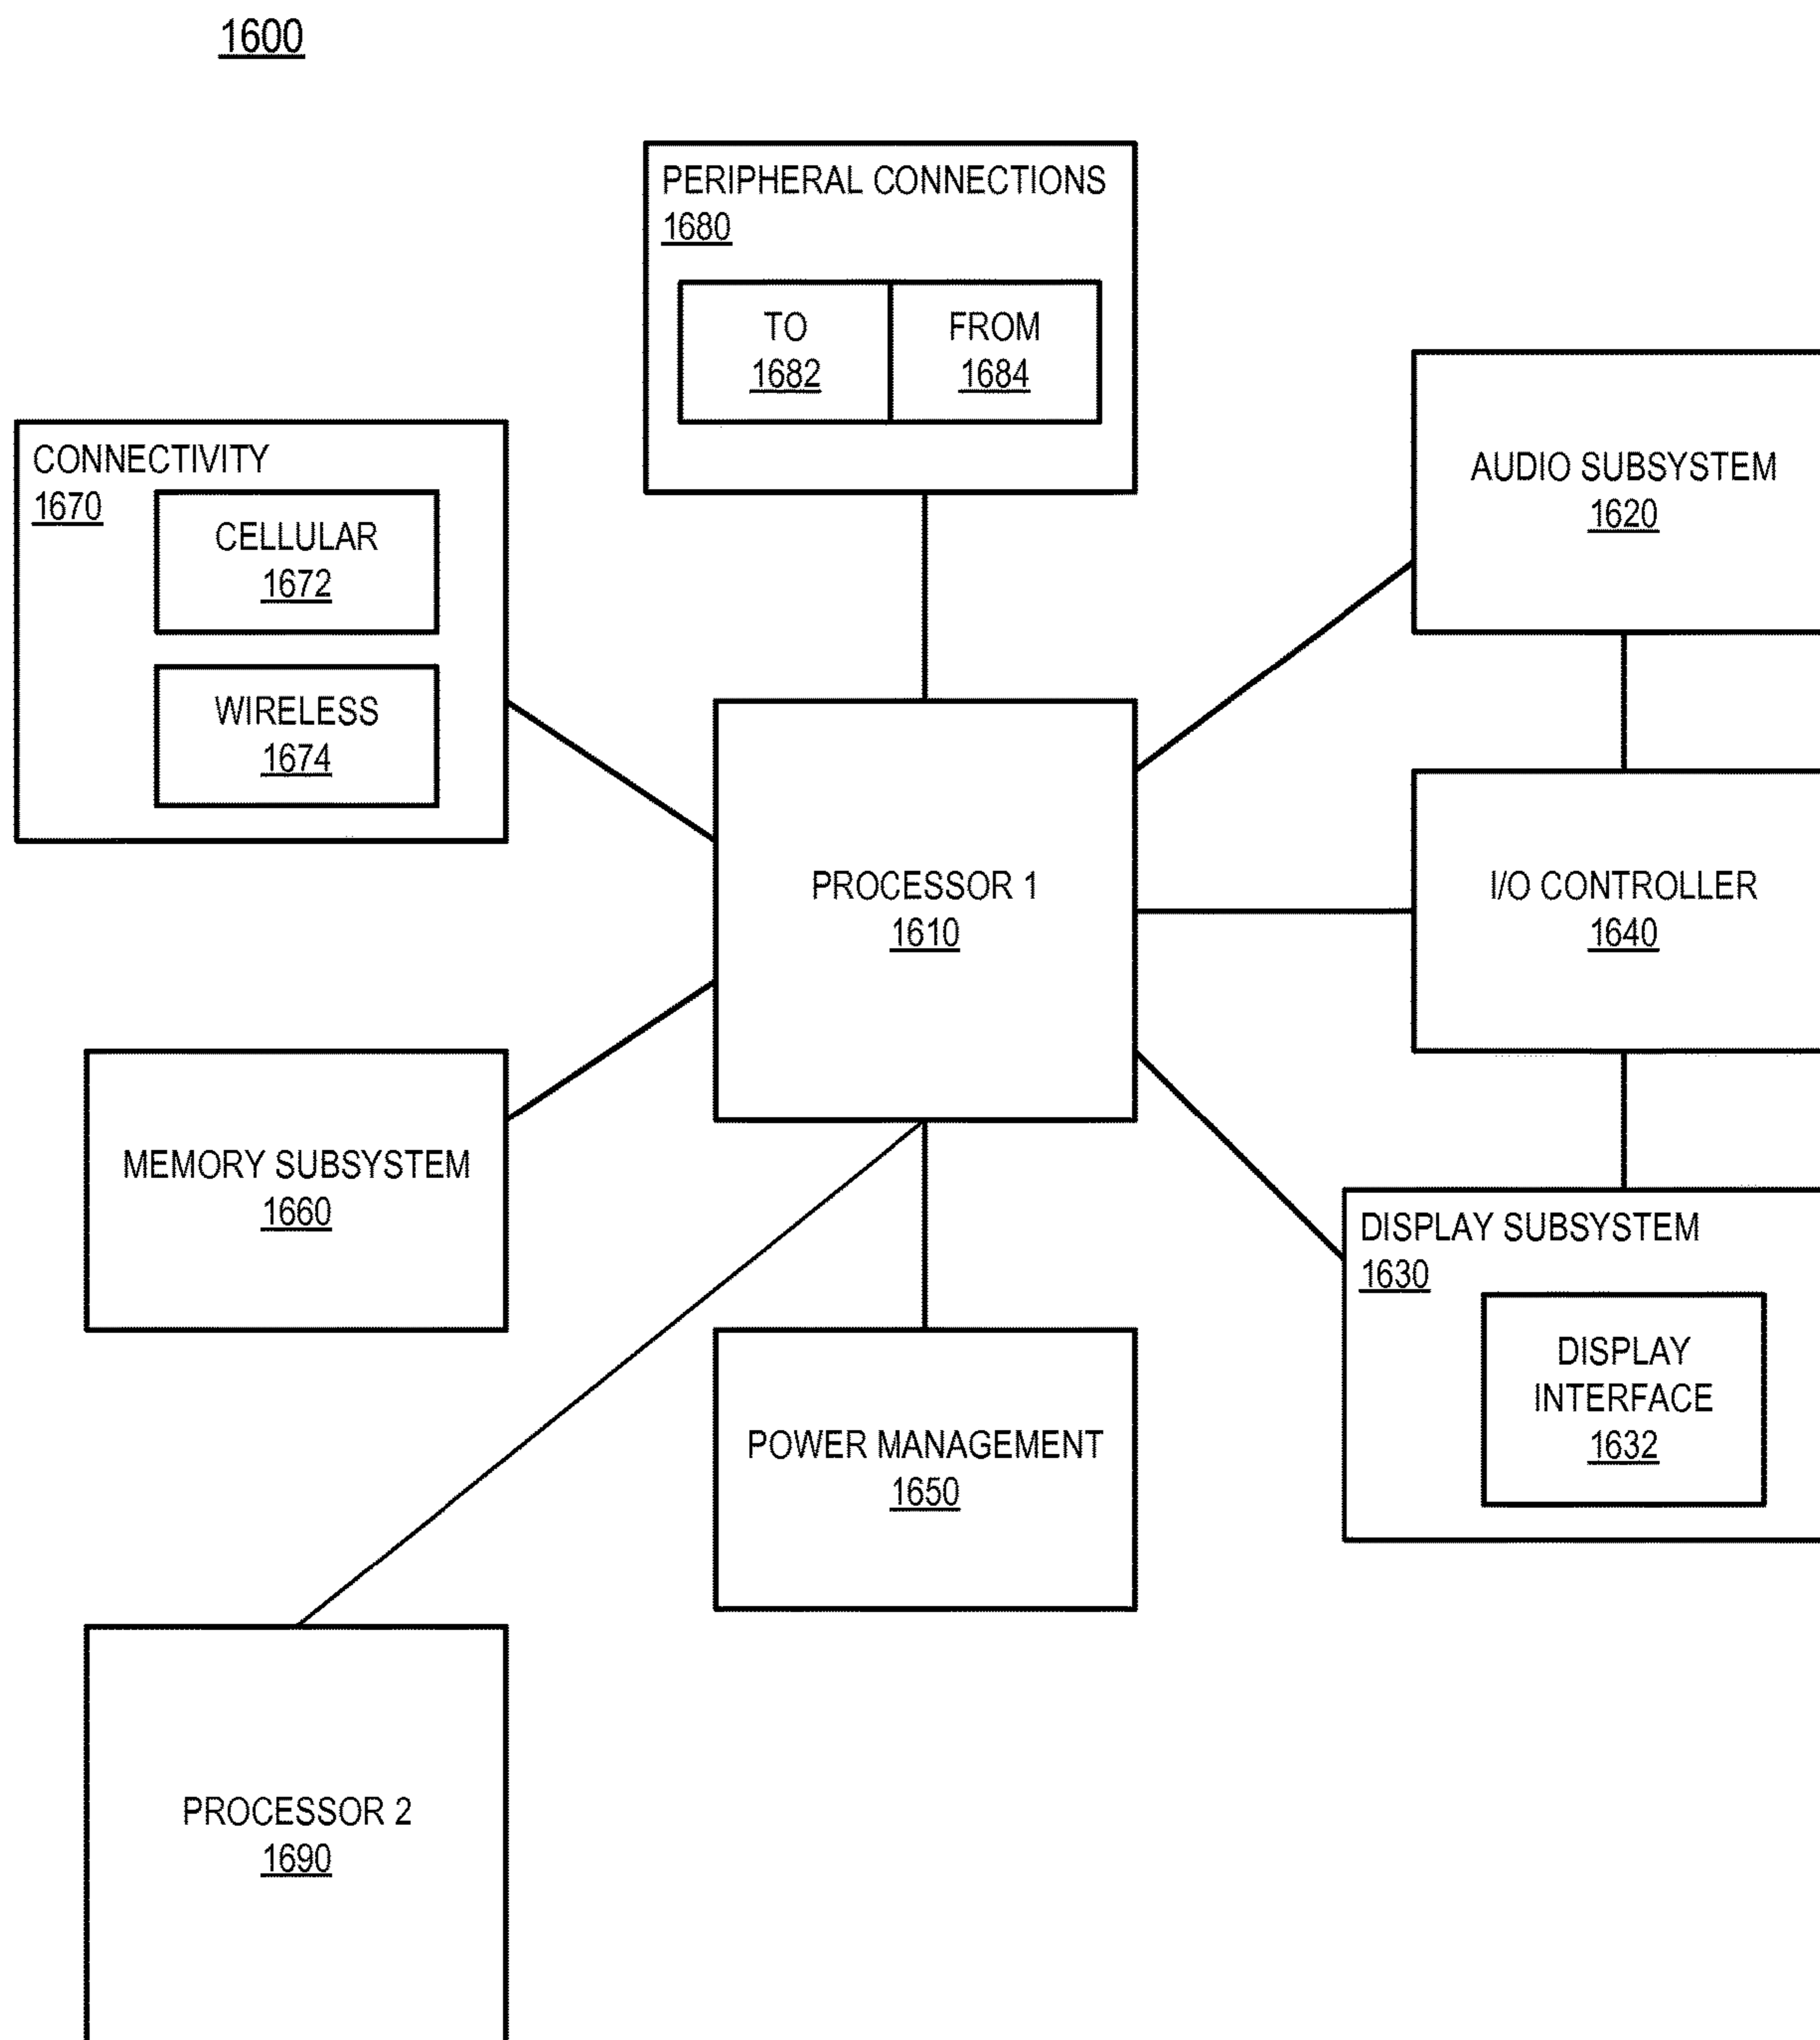 1600
PERIPHERAL CONNECTIONS
1680
TO
1682
FROM
1684
CONNECTIVITY
1670
CELLULAR
1672
WIRELESS
1674
AUDIO SUBSYSTEM
1620
PROCESSOR 1
1610
I/O CONTROLLER
1640
MEMORY SUBSYSTEM
1660
DISPLAY SUBSYSTEM
1630
DISPLAY
INTERFACE
1632
POWER MANAGEMENT
1650
PROCESSOR 2
1690